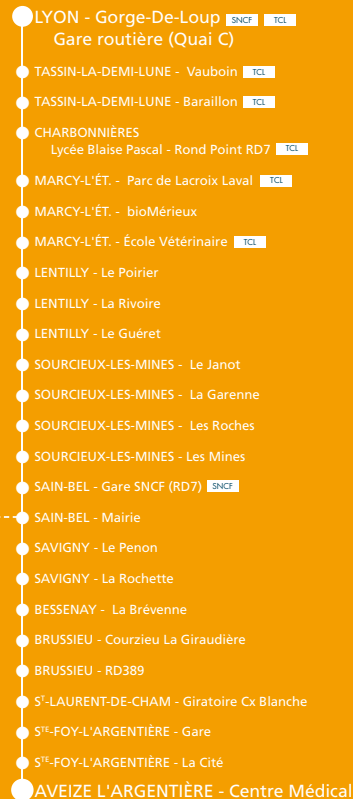 LYON - Gorge-De-Loup SNCF TCL
Gare routière (Quai C)
TASSIN-LA-DEMI-LUNE - Vauboin TCL
TASSIN-LA-DEMI-LUNE - Baraillon TCL
CHARBONNIÈRES
Lycée Blaise Pascal - Rond Point RD7 TCL
MARCY-L'ÉT. - Parc de Lacroix Laval TCL
MARCY-L'ÉT. - bioMérieux
MARCY-L'ÉT. - École Vétérinaire TCL
LENTILLY - Le Poirier
LENTILLY - La Rivoire
LENTILLY - Le Guéret
SOURCIEUX-LES-MINES - Le Janot
SOURCIEUX-LES-MINES - La Garenne
SOURCIEUX-LES-MINES - Les Roches
SOURCIEUX-LES-MINES - Les Mines
SAIN-BEL - Gare SNCF (RD7) SNCF
SAIN-BEL - Mairie
SAVIGNY - Le Penon
SAVIGNY - La Rochette
BESSENAY - La Brévenne
BRUSSIEU - Courzieu La Giraudière
BRUSSIEU - RD389
Sᵀ-LAURENT-DE-CHAM - Giratoire Cx Blanche
Sᵀᴱ-FOY-L'ARGENTIÈRE - Gare
Sᵀᴱ-FOY-L'ARGENTIÈRE - La Cité
AVEIZE L'ARGENTIÈRE - Centre Médical